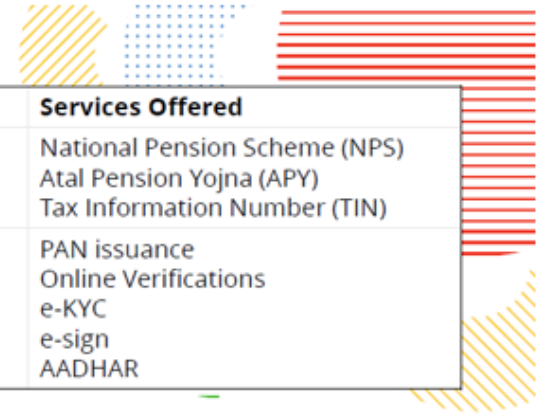 Services Offered
National Pension Scheme (NPS)
Atal Pension Yojna (APY)
Tax Information Number (TIN)
PAN issuance
Online Verifications
e-KYC
e-sign
AADHAR